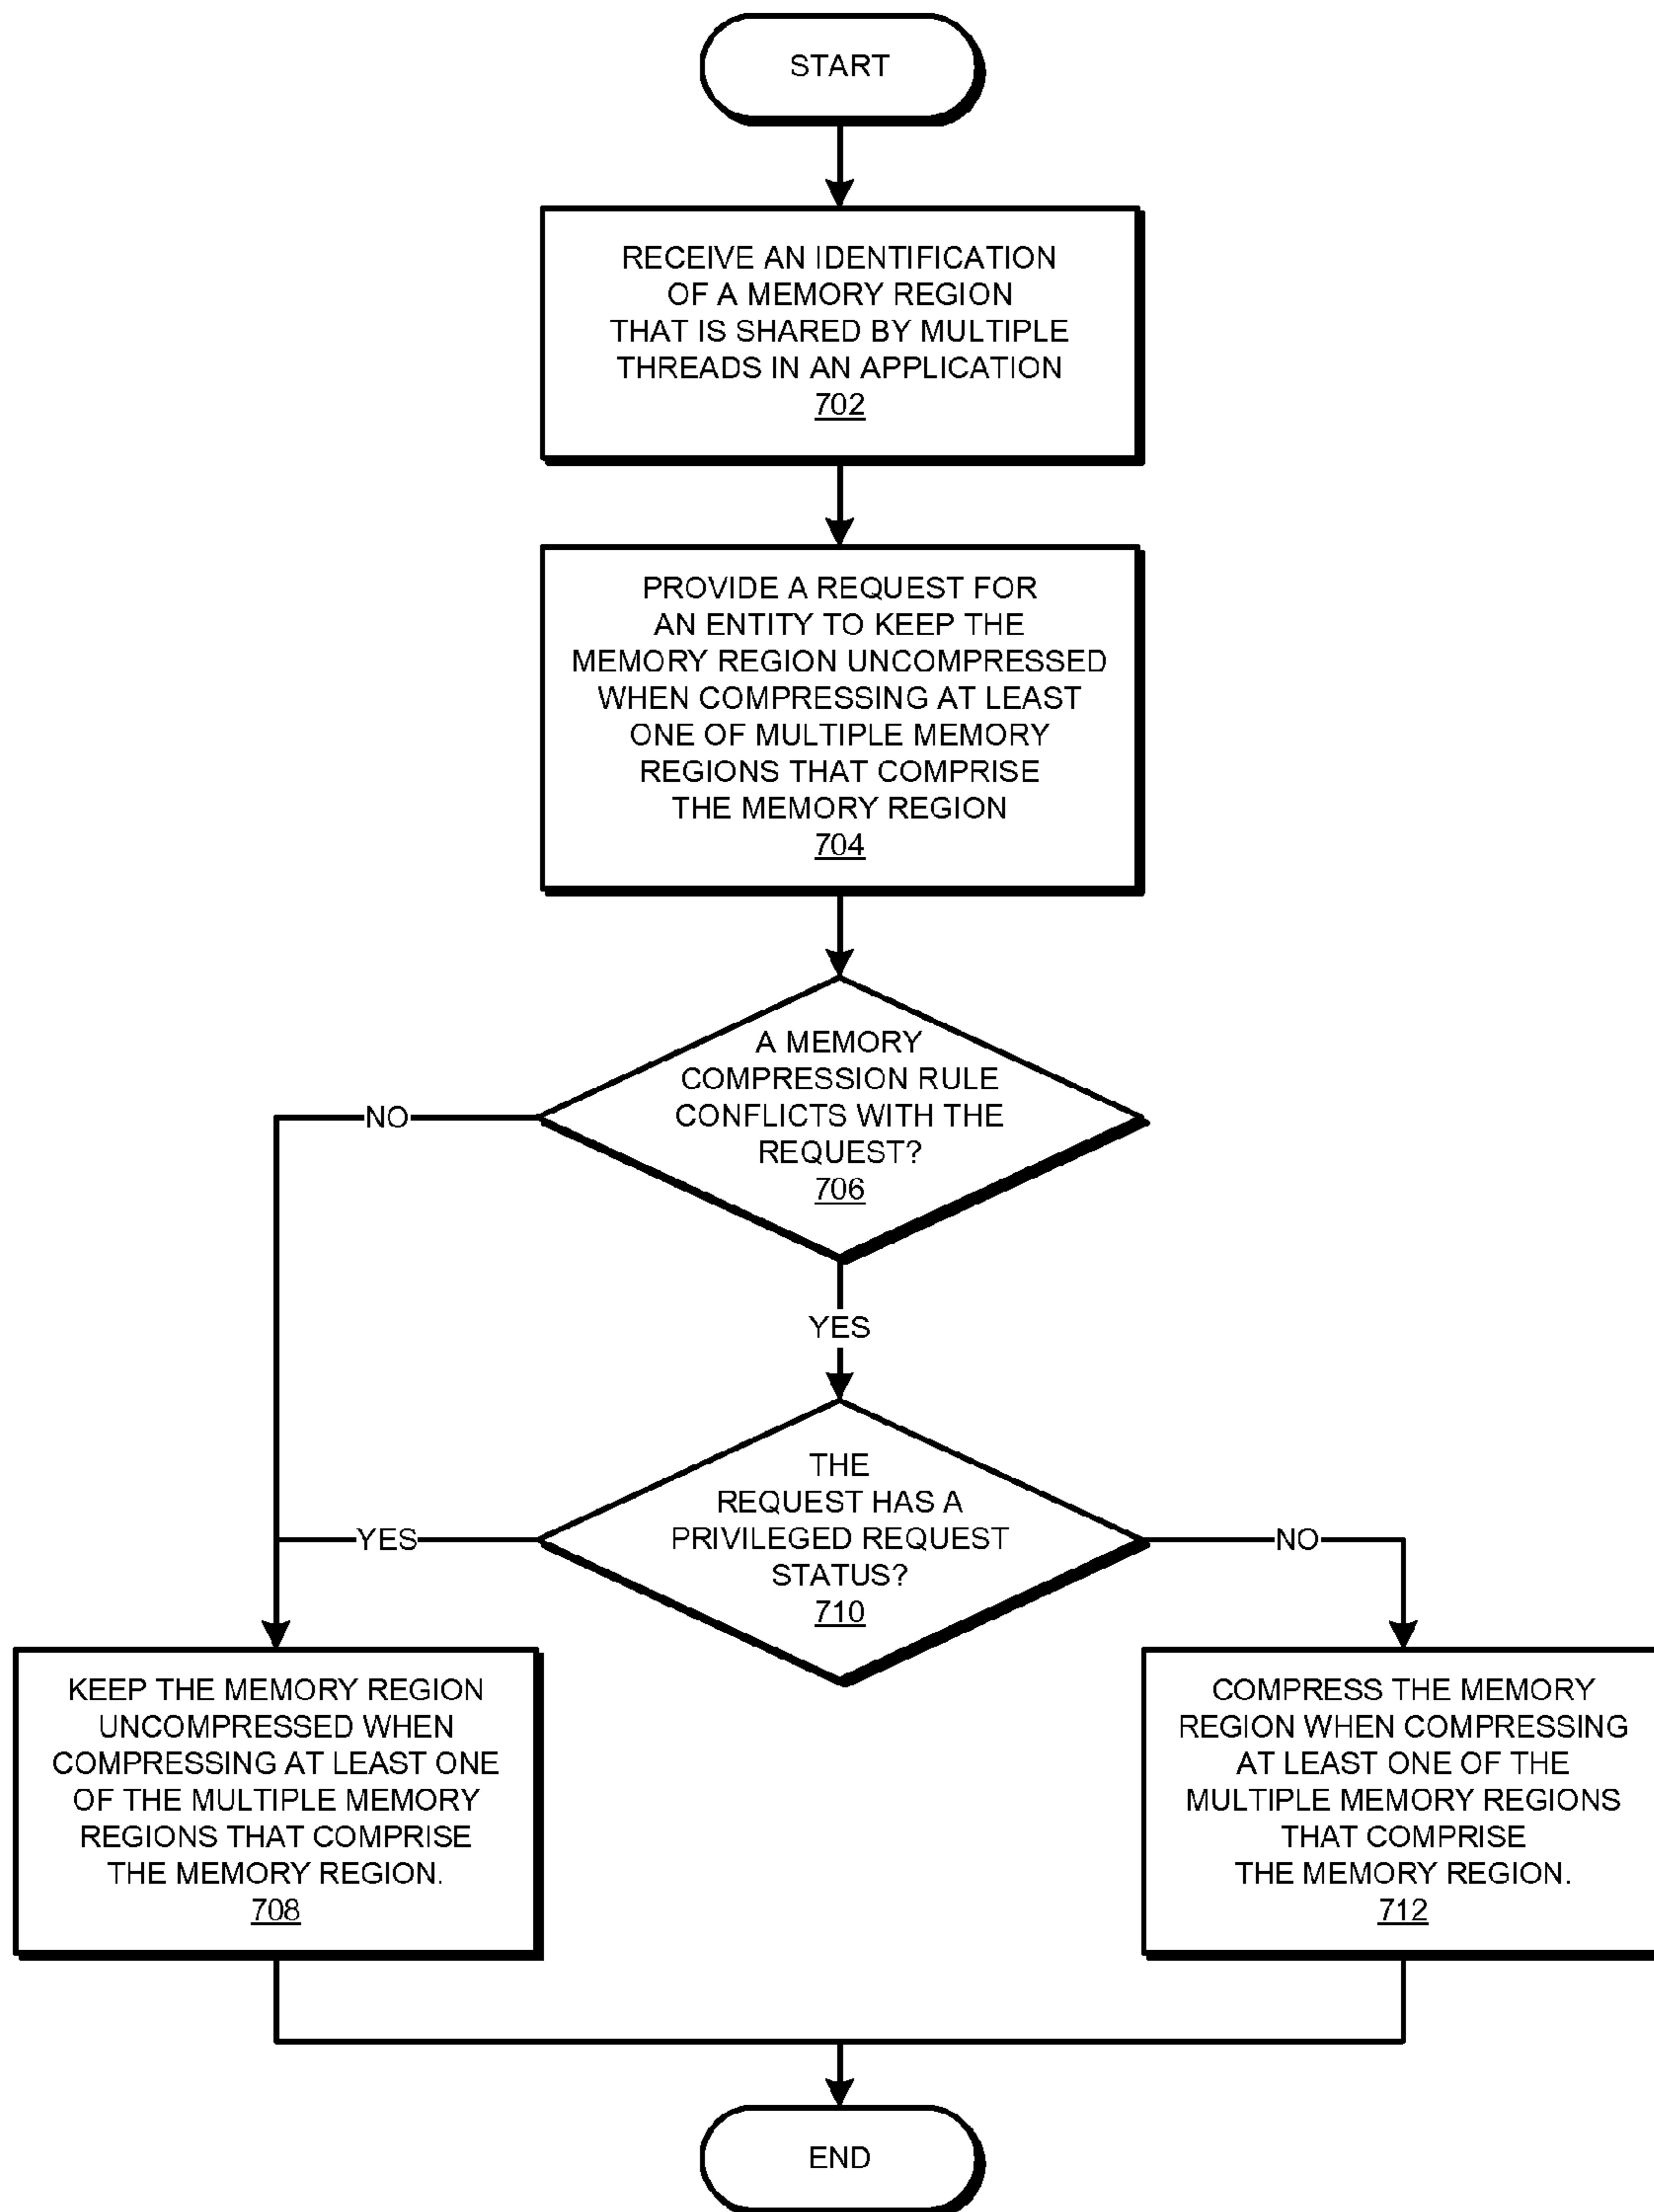 START
RECEIVE AN IDENTIFICATION
OF A MEMORY REGION
THAT IS SHARED BY MULTIPLE
THREADS IN AN APPLICATION
702
PROVIDE A REQUEST FOR
AN ENTITY TO KEEP THE
MEMORY REGION UNCOMPRESSED
WHEN COMPRESSING AT LEAST
ONE OF MULTIPLE MEMORY
REGIONS THAT COMPRISE
THE MEMORY REGION
704
A MEMORY
COMPRESSION RULE
CONFLICTS WITH THE
REQUEST?
706
NO
YES
THE
REQUEST HAS A
PRIVILEGED REQUEST
STATUS?
710
YES
NO
KEEP THE MEMORY REGION
UNCOMPRESSED WHEN
COMPRESSING AT LEAST ONE
OF THE MULTIPLE MEMORY
REGIONS THAT COMPRISE
THE MEMORY REGION.
708
COMPRESS THE MEMORY
REGION WHEN COMPRESSING
AT LEAST ONE OF THE
MULTIPLE MEMORY REGIONS
THAT COMPRISE
THE MEMORY REGION.
712
END